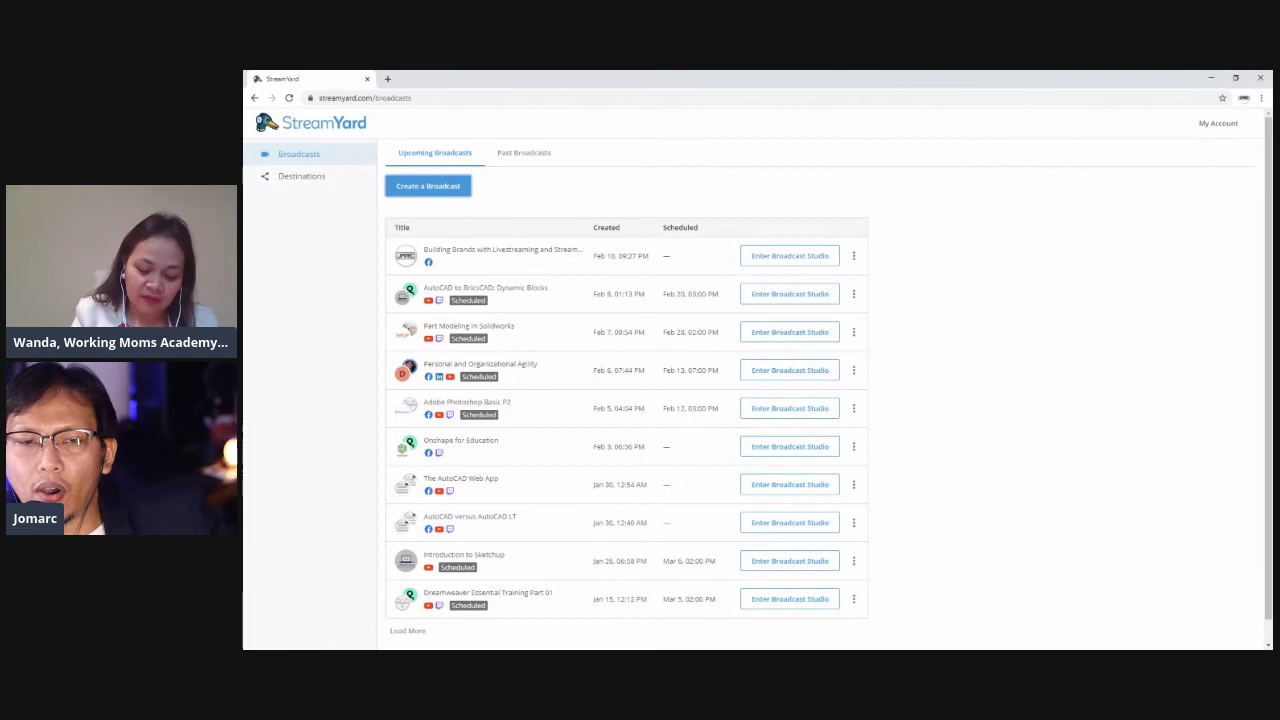 StreamYard
streamyard.com/broadcasts
StreamYard
My Account
Broadcasts
Destinations
Upcoming Broadcasts
Past Broadcasts
Create a Broadcast
Title Created Scheduled
Building Brands with Livestreaming and Stream... Feb 10, 09:27 PM — Enter Broadcast Studio
AutoCAD to BricsCAD: Dynamic Blocks Feb 8, 01:13 PM Feb 20, 03:00 PM Enter Broadcast Studio
Scheduled
Part Modeling in Solidworks Feb 7, 09:54 PM Feb 28, 02:00 PM Enter Broadcast Studio
Scheduled
Personal and Organizational Agility Feb 6, 07:44 PM Feb 13, 07:00 PM Enter Broadcast Studio
Scheduled
Adobe Photoshop Basic P2 Feb 5, 04:04 PM Feb 12, 03:00 PM Enter Broadcast Studio
Scheduled
Onshape for Education Feb 3, 06:56 PM — Enter Broadcast Studio
The AutoCAD Web App Jan 30, 12:54 AM — Enter Broadcast Studio
AutoCAD versus AutoCAD LT Jan 30, 12:40 AM — Enter Broadcast Studio
Introduction to Sketchup Jan 26, 06:58 PM Mar 6, 02:00 PM Enter Broadcast Studio
Scheduled
Dreamweaver Essential Training Part 01 Jan 15, 12:12 PM Mar 5, 02:00 PM Enter Broadcast Studio
Scheduled
Load More
Wanda, Working Moms Academy...
Jomarc